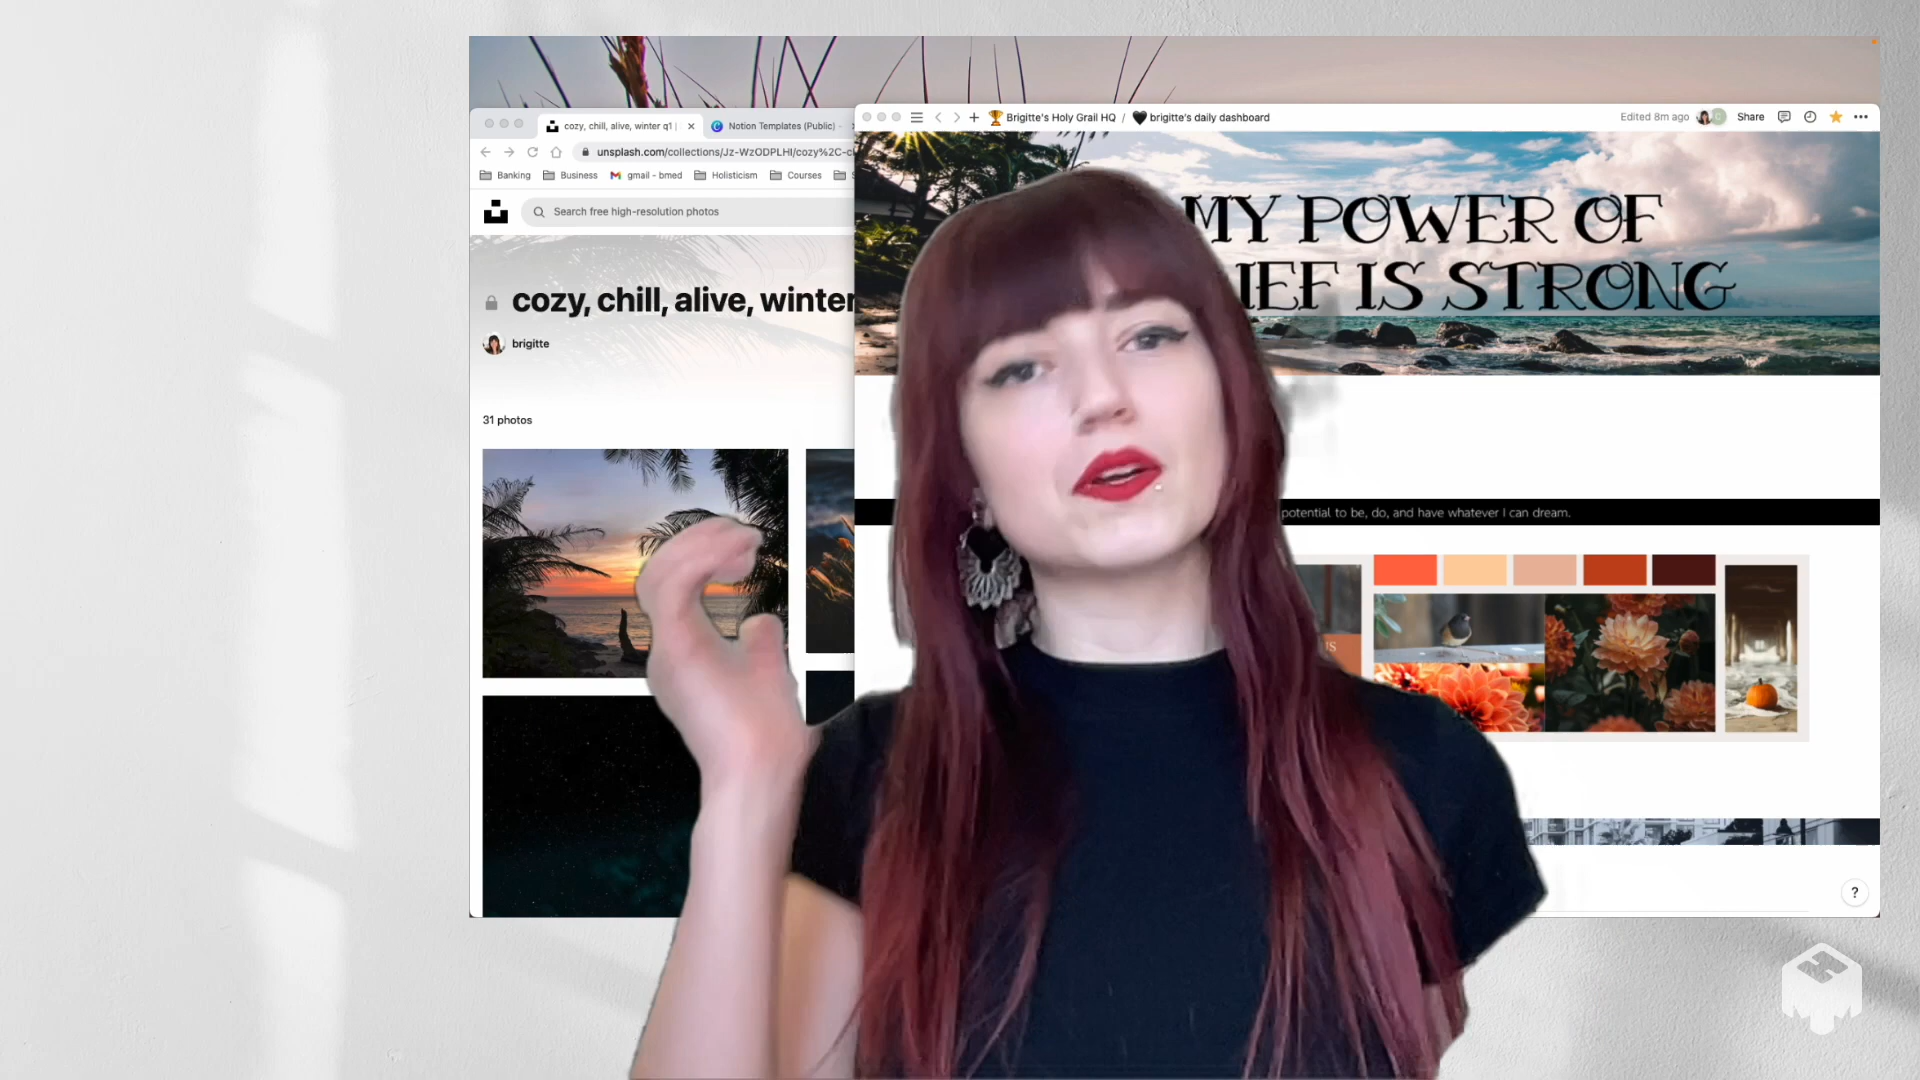 cozy, chill, alive, winter q1 |
Notion Templates (Public)
unsplash.com/collections/Jz-WzODPLHI/cozy%2C-cl
Banking
Business
gmail - bmed
Holisticism
Courses
Search free high-resolution photos
cozy, chill, alive, winter
brigitte
31 photos
Brigitte's Holy Grail HQ / brigitte's daily dashboard
Edited 8m ago
Share
MY POWER OF
IEF IS STRONG
potential to be, do, and have whatever I can dream.
?